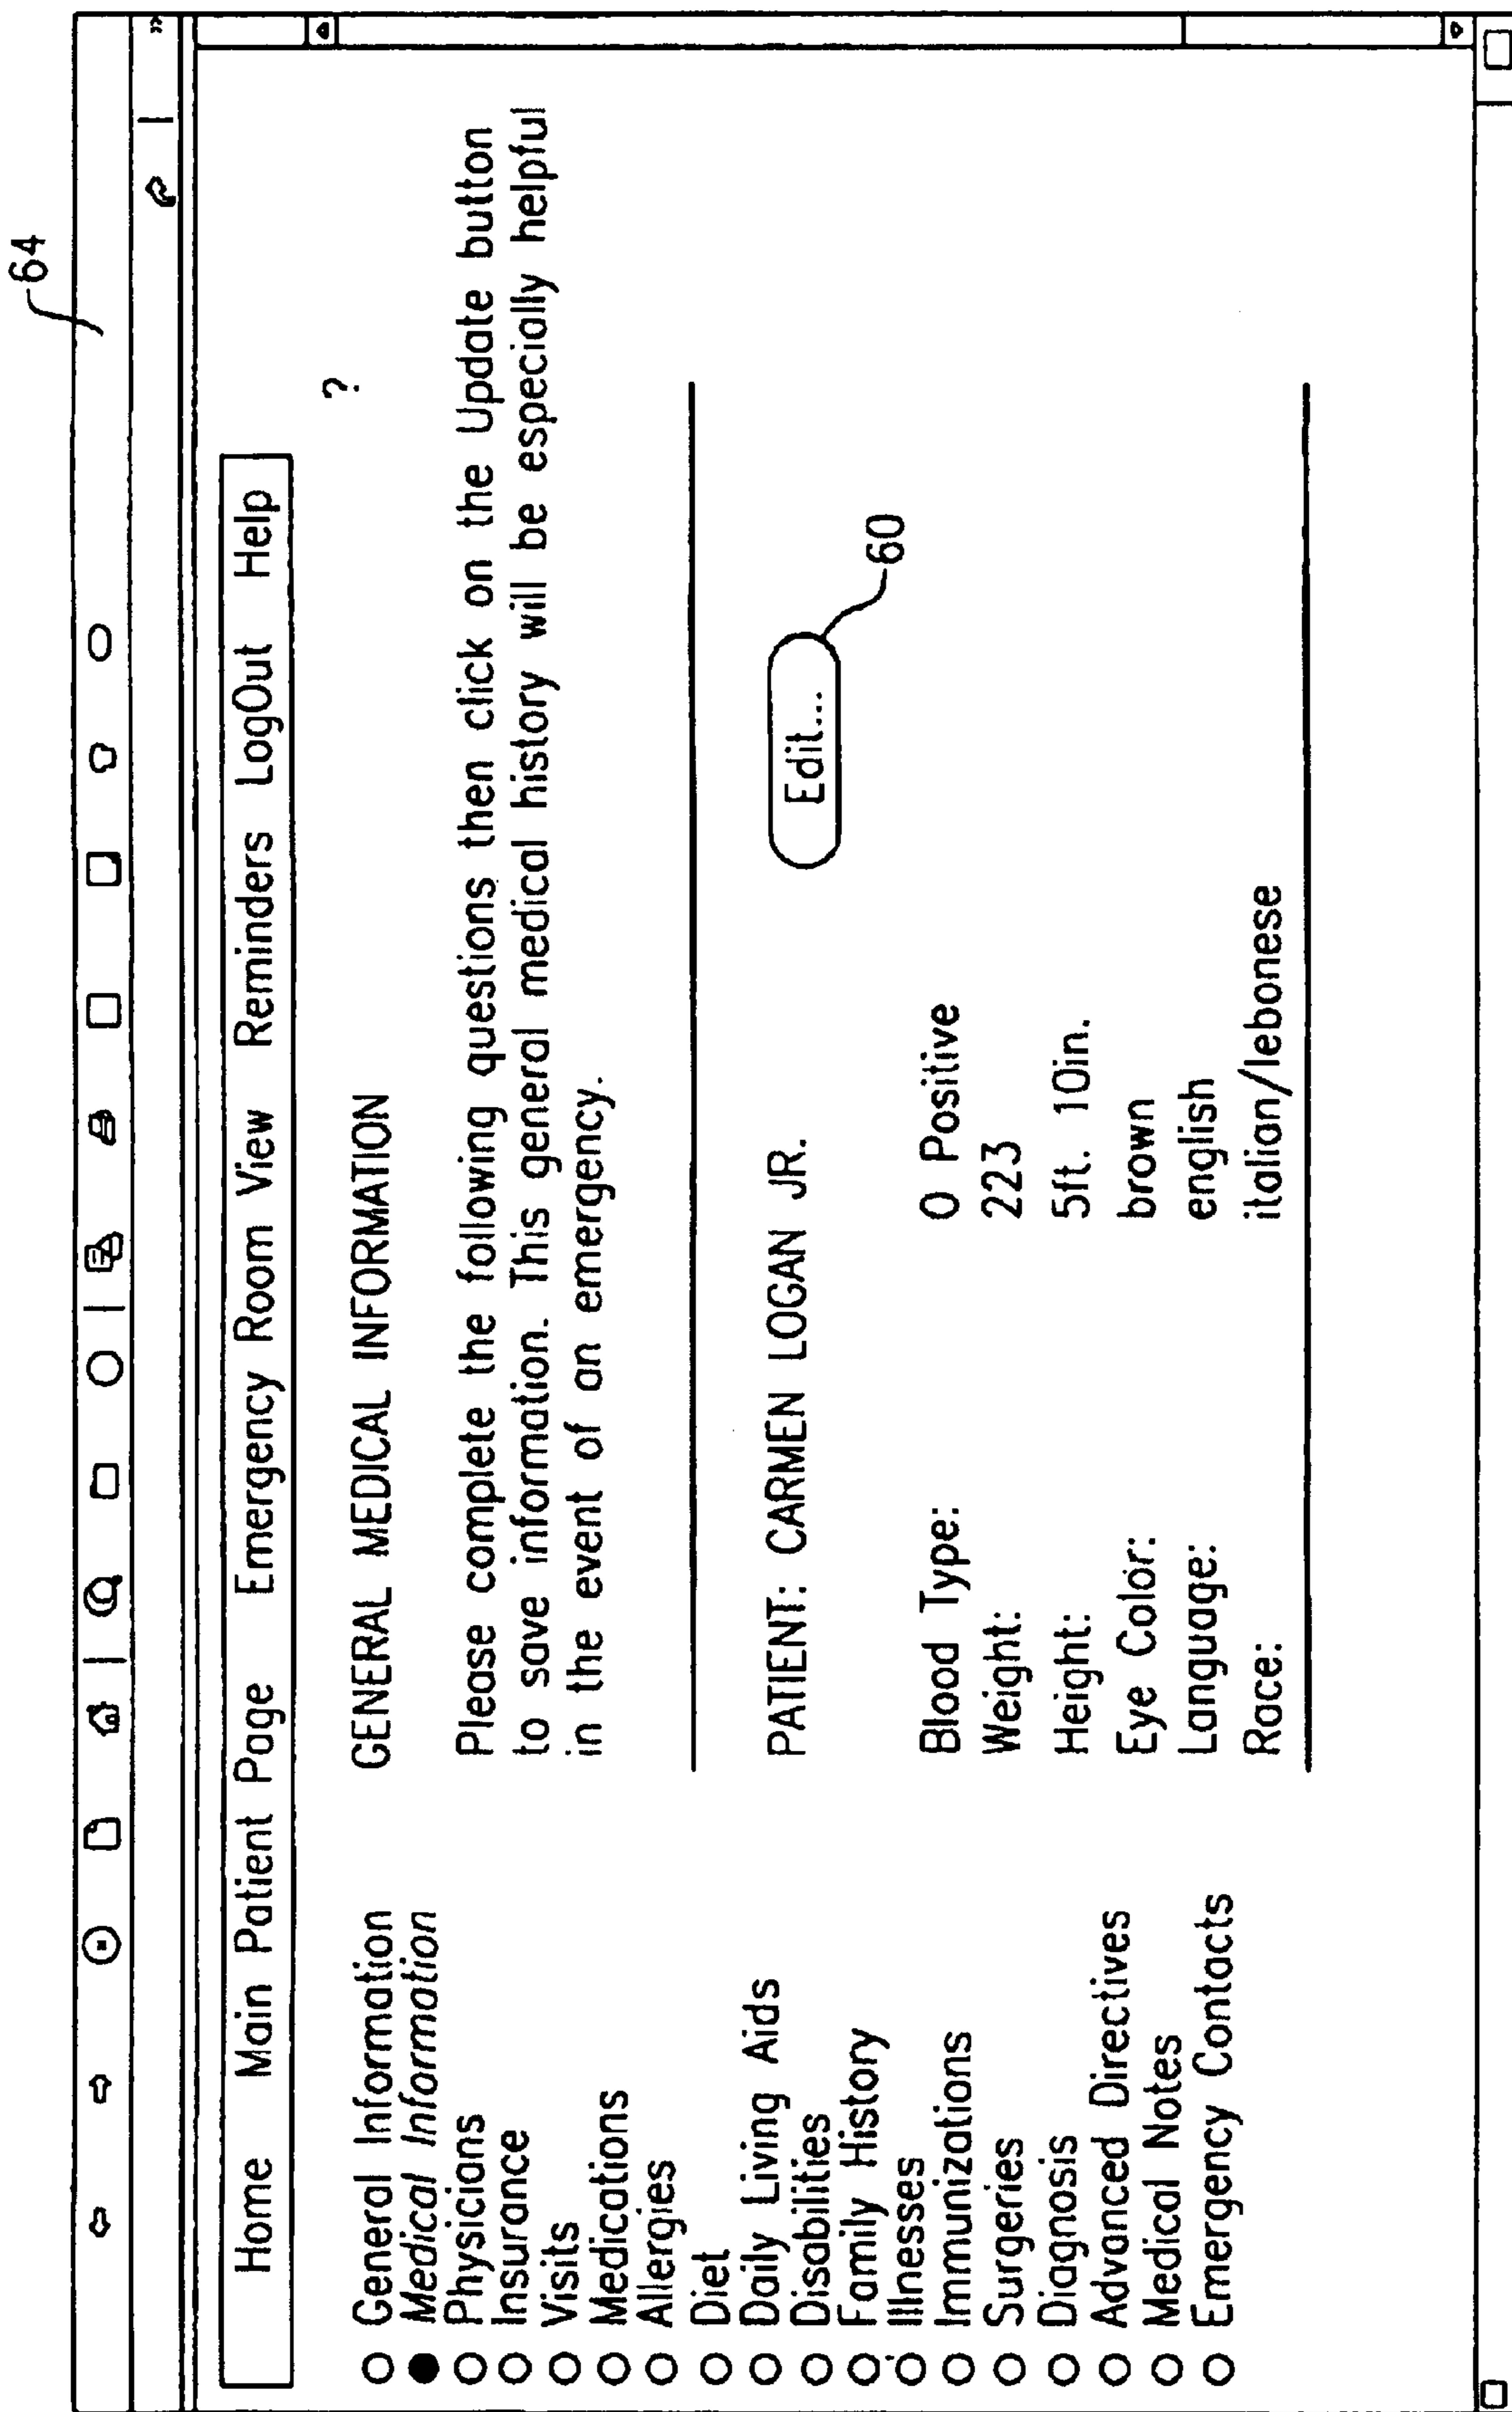 64
»
Home Main Patient Page Emergency Room View Reminders LogOut Help
?
General Information
Medical Information
Physicians
Insurance
Visits
Medications
Allergies
Diet
Daily Living Aids
Disabilities
Family History
Illnesses
Immunizations
Surgeries
Diagnosis
Advanced Directives
Medical Notes
Emergency Contacts
GENERAL MEDICAL INFORMATION
Please complete the following questions then click on the Update button
to save information. This general medical history will be especially helpful
in the event of an emergency.
PATIENT: CARMEN LOGAN JR.
Edit...
60
Blood Type: O Positive
Weight: 223
Height: 5ft. 10in.
Eye Color: brown
Language: english
Race: italian/lebonese